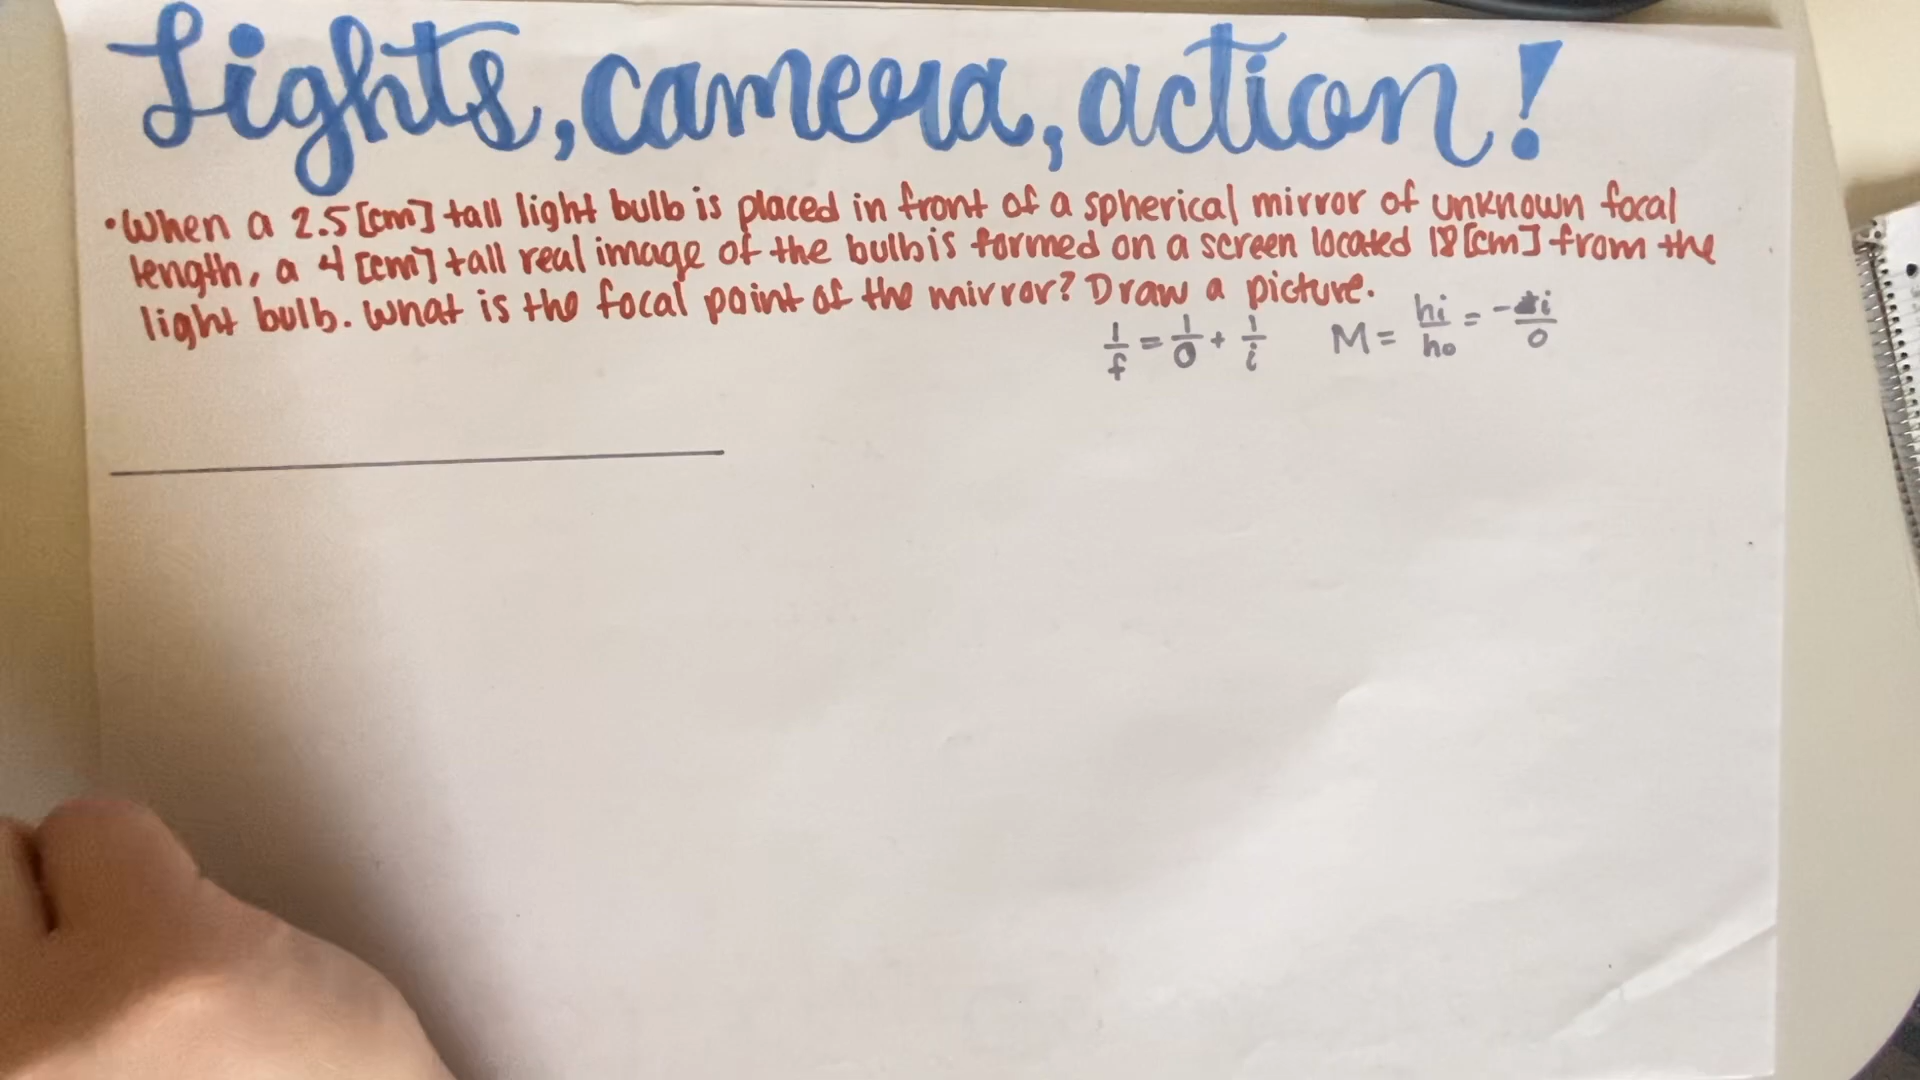 Lights, camera, action!
•When a 2.5 [cm] tall light bulb is placed in front of a spherical mirror of unknown focal
length, a 4 [cm] tall real image of the bulb is formed on a screen located 18 [cm] from the
light bulb. What is the focal point of the mirror? Draw a picture.
1/f = 1/o + 1/i M = hi/ho = -i/o